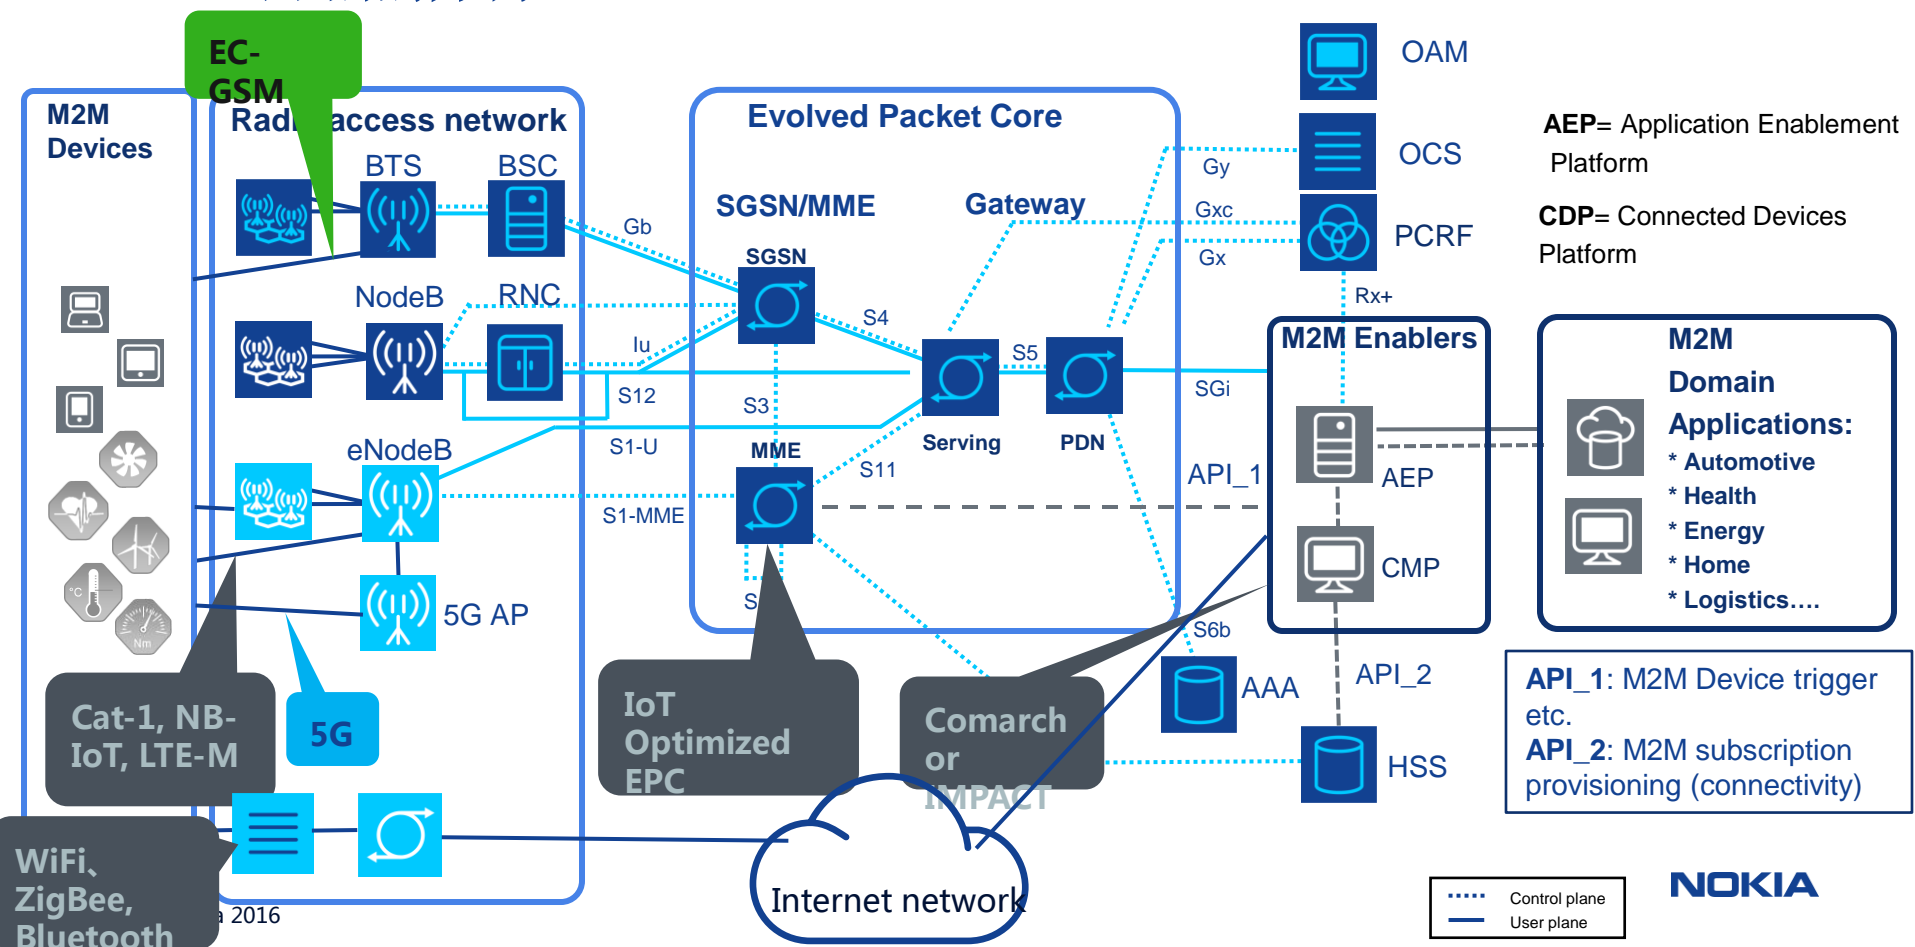 EC-
GSM
M2M
Devices
access network
BTS
BSC
NodeB
RNC
eNodeB
5G AP
Cat-1, NB-
IoT, LTE-M
5G
WiFi、
ZigBee,
Bluetooth
2016
Evolved Packet Core
SGSN/MME
Gateway
SGSN
MME
Serving
PDN
Gb
Iu
S12
S1-U
S1-MME
S3
S4
S5
S11
SGi
Gy
Gxc
Gx
Rx+
S6b
API_1
API_2
IoT
Optimized
EPC
Comarch
or
IMPACT
Internet network
OAM
OCS
PCRF
M2M Enablers
AEP
CMP
AAA
HSS
°C
Nm
AEP= Application Enablement
Platform
CDP= Connected Devices
Platform
M2M
Domain
Applications:
* Automotive
* Health
* Energy
* Home
* Logistics....
API_1: M2M Device trigger
etc.
API_2: M2M subscription
provisioning (connectivity)
Control plane
User plane
NOKIA